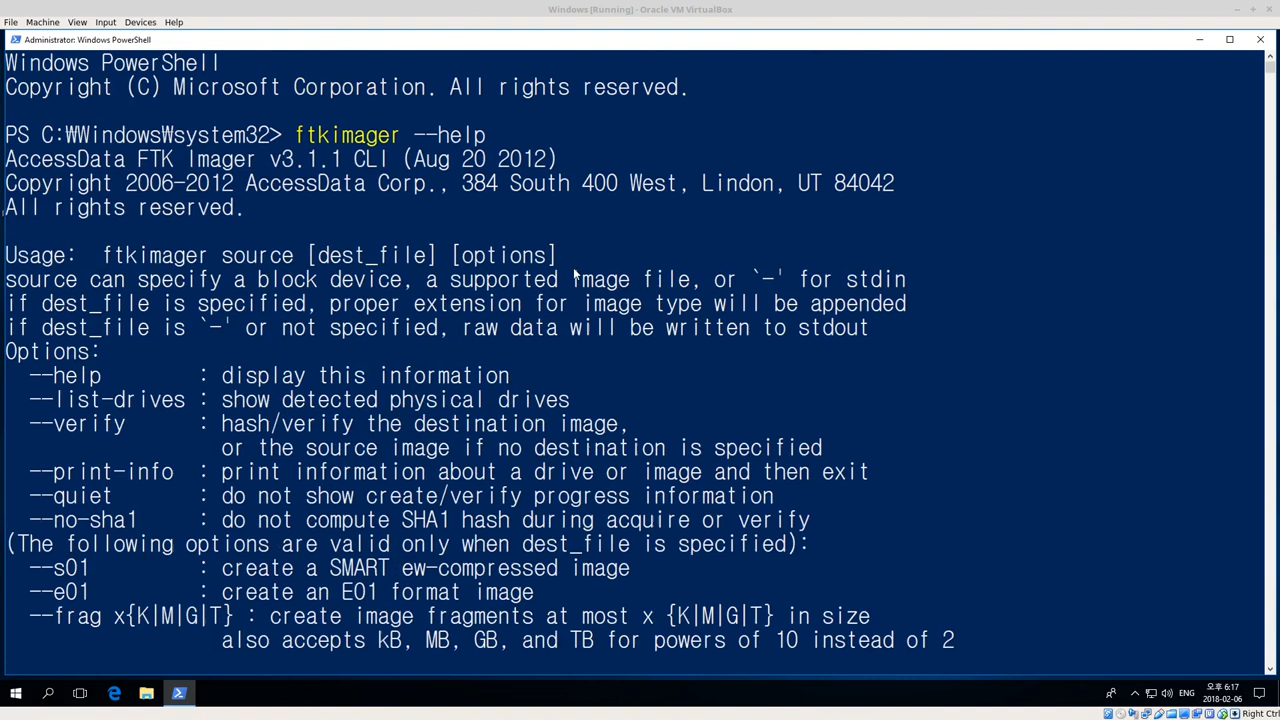 Windows [Running] - Oracle VM VirtualBox
File Machine View Input Devices Help
Administrator: Windows PowerShell
Windows PowerShell
Copyright (C) Microsoft Corporation. All rights reserved.
PS C:₩Windows₩system32> ftkimager --help
AccessData FTK Imager v3.1.1 CLI (Aug 20 2012)
Copyright 2006-2012 AccessData Corp., 384 South 400 West, Lindon, UT 84042
All rights reserved.
Usage:  ftkimager source [dest_file] [options]
source can specify a block device, a supported image file, or `-' for stdin
if dest_file is specified, proper extension for image type will be appended
if dest_file is `-' or not specified, raw data will be written to stdout
Options:
  --help        : display this information
  --list-drives : show detected physical drives
  --verify      : hash/verify the destination image,
                  or the source image if no destination is specified
  --print-info  : print information about a drive or image and then exit
  --quiet       : do not show create/verify progress information
  --no-sha1     : do not compute SHA1 hash during acquire or verify
(The following options are valid only when dest_file is specified):
  --s01         : create a SMART ew-compressed image
  --e01         : create an E01 format image
  --frag x{K|M|G|T} : create image fragments at most x {K|M|G|T} in size
                  also accepts kB, MB, GB, and TB for powers of 10 instead of 2
ENG
오후 6:17
2018-02-06
Right Ctrl